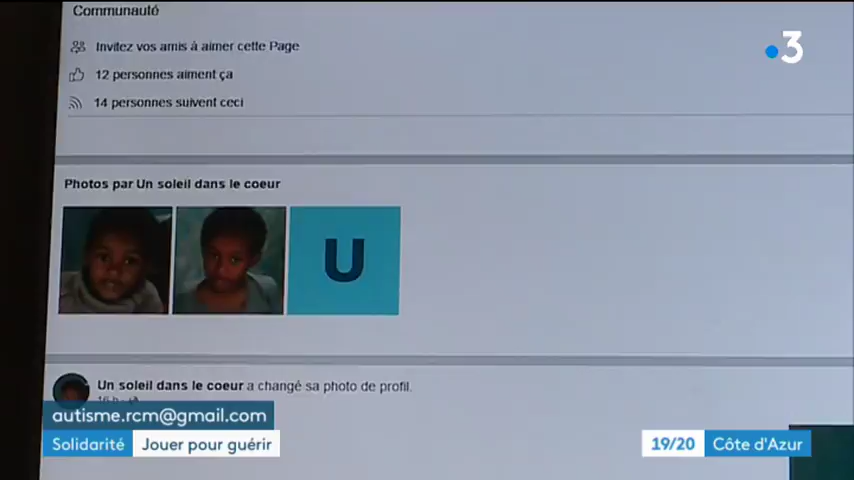 Communauté
3
Invitez vos amis à aimer cette Page
12 personnes aiment ça
14 personnes suivent ceci
Photos par Un soleil dans le coeur
U
Un soleil dans le coeur a changé sa photo de profil.
16 h
autisme.rcm@gmail.com
Solidarité Jouer pour guérir
19/20 Côte d'Azur